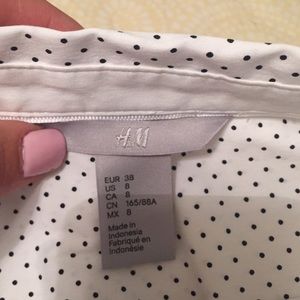 H&M
EUR 38
US 8
CA 8
CN 165/88A
MX 8
Made in
Indonesia
Fabriqué en
Indonésie